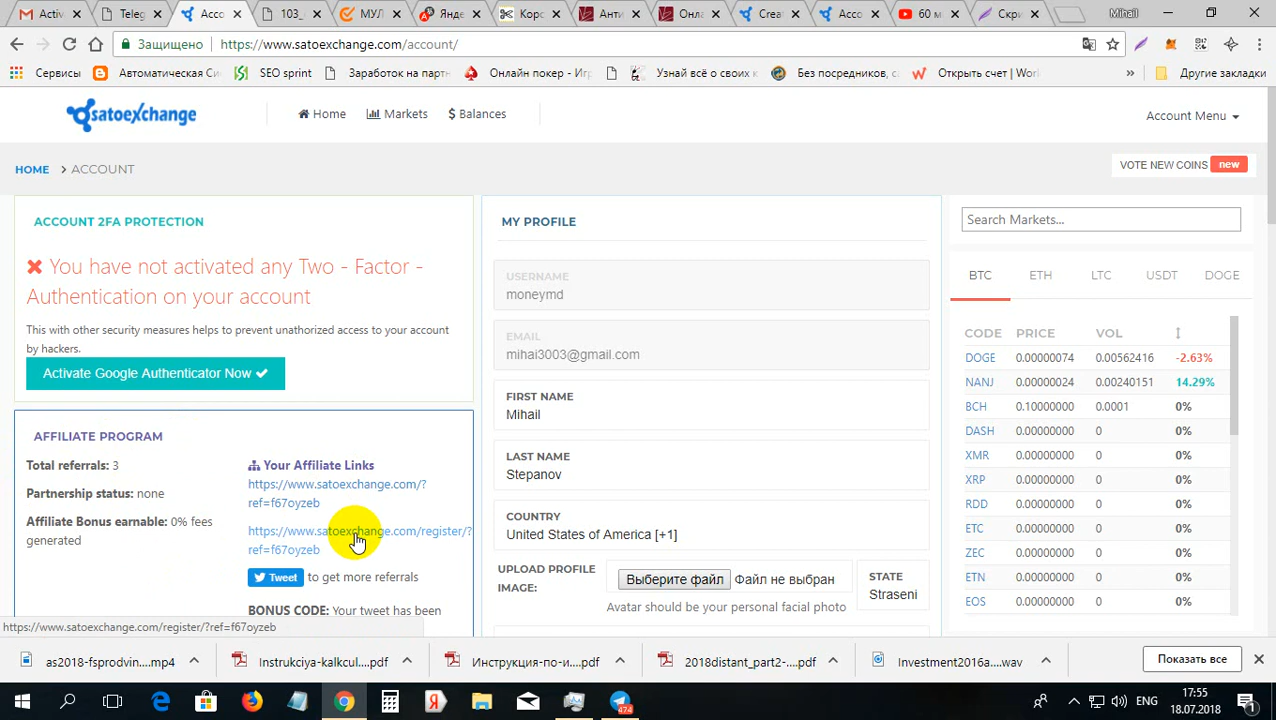 Activ
Teleg
Acco
103_
МУЛ
Янде
Корс
Анти
Онла
Creat
Acco
60 м
Скри
Mihail
Защищено
https://www.satoexchange.com/account/
Сервисы
Автоматическая Си
SEO sprint
Заработок на партн
Онлайн покер - Игр
Узнай всё о своих к
Без посредников, са
Открыть счет | Worl
»
Другие закладки
satoexchange
Home
Markets
$ Balances
Account Menu
HOME > ACCOUNT
VOTE NEW COINS new
ACCOUNT 2FA PROTECTION
You have not activated any Two - Factor -
Authentication on your account
This with other security measures helps to prevent unathorized access to your account
by hackers.
Activate Google Authenticator Now
AFFILIATE PROGRAM
Total referrals: 3
Partnership status: none
Affiliate Bonus earnable: 0% fees
generated
Your Affiliate Links
https://www.satoexchange.com/?
ref=f67oyzeb
https://www.satoexchange.com/register/?
ref=f67oyzeb
Tweet to get more referrals
BONUS CODE: Your tweet has been
https://www.satoexchange.com/register/?ref=f67oyzeb
MY PROFILE
USERNAME
moneymd
EMAIL
mihai3003@gmail.com
FIRST NAME
Mihail
LAST NAME
Stepanov
COUNTRY
United States of America [+1]
UPLOAD PROFILE
IMAGE:
Выберите файл Файл не выбран
Avatar should be your personal facial photo
STATE
Straseni
Search Markets...
BTC ETH LTC USDT DOGE
CODE PRICE VOL
DOGE 0.00000074 0.00562416 -2.63%
NANJ 0.00000024 0.00240151 14.29%
BCH 0.10000000 0.0001 0%
DASH 0.00000000 0 0%
XMR 0.00000000 0 0%
XRP 0.00000000 0 0%
RDD 0.00000000 0 0%
ETC 0.00000000 0 0%
ZEC 0.00000000 0 0%
ETN 0.00000000 0 0%
EOS 0.00000000 0 0%
as2018-fsprodvin....mp4
Instrukciya-kalkcul....pdf
Инструкция-по-и....pdf
2018distant_part2-....pdf
Investment2016a....wav
Показать все
474
ENG
17:55
18.07.2018
1